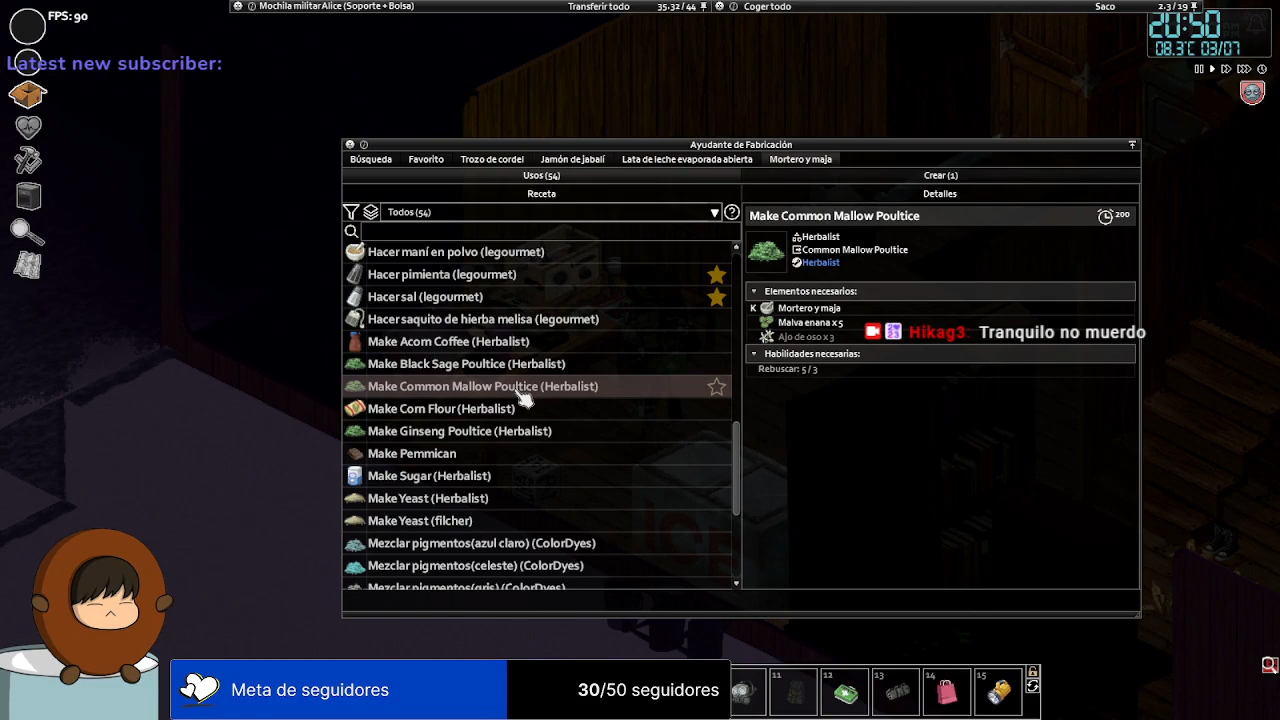 FPS: 90
Latest new subscriber:
Mochila militar Alice (Soporte + Bolsa)
Transferir todo
35.32 / 44
Coger todo
Saco
2.3 / 19
20:50
08.3°C 03/07
Ayudante de Fabricación
Búsqueda
Favorito
Trozo de cordel
Jamón de jabalí
Lata de leche evaporada abierta
Mortero y maja
Usos (54)
Crear (1)
Receta
Detalles
Todos (54)
Hacer maní en polvo (legourmet)
Hacer pimienta (legourmet)
Hacer sal (legourmet)
Hacer saquito de hierba melisa (legourmet)
Make Acorn Coffee (Herbalist)
Make Black Sage Poultice (Herbalist)
Make Common Mallow Poultice (Herbalist)
Make Corn Flour (Herbalist)
Make Ginseng Poultice (Herbalist)
Make Pemmican
Make Sugar (Herbalist)
Make Yeast (Herbalist)
Make Yeast (filcher)
Mezclar pigmentos(azul claro) (ColorDyes)
Mezclar pigmentos(celeste) (ColorDyes)
Mezclar pigmentos(gris) (ColorDyes)
Make Common Mallow Poultice
200
Herbalist
Common Mallow Poultice
Herbalist
Elementos necesarios:
K Mortero y maja
Malva enana x 5
Ajo de oso x 3
Habilidades necesarias:
Rebuscar: 5 / 3
Hikag3: Tranquilo no muerdo
Meta de seguidores
30/50 seguidores
11
12
13
14
15